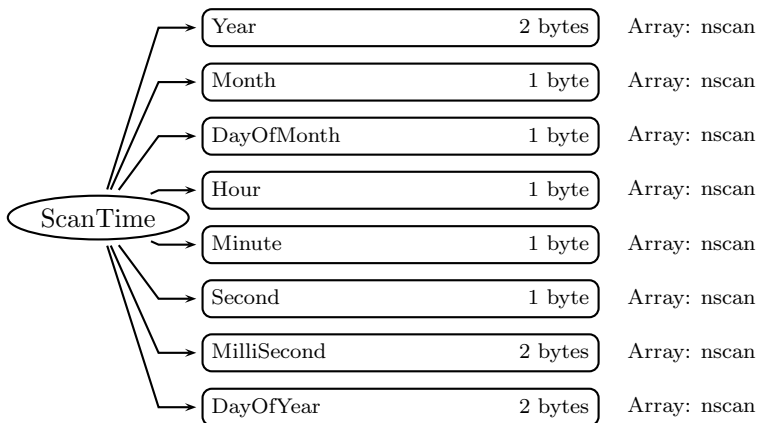 Year 2 bytes Array: nscan
Month 1 byte Array: nscan
DayOfMonth 1 byte Array: nscan
Hour 1 byte Array: nscan
ScanTime
Minute 1 byte Array: nscan
Second 1 byte Array: nscan
MilliSecond 2 bytes Array: nscan
DayOfYear 2 bytes Array: nscan